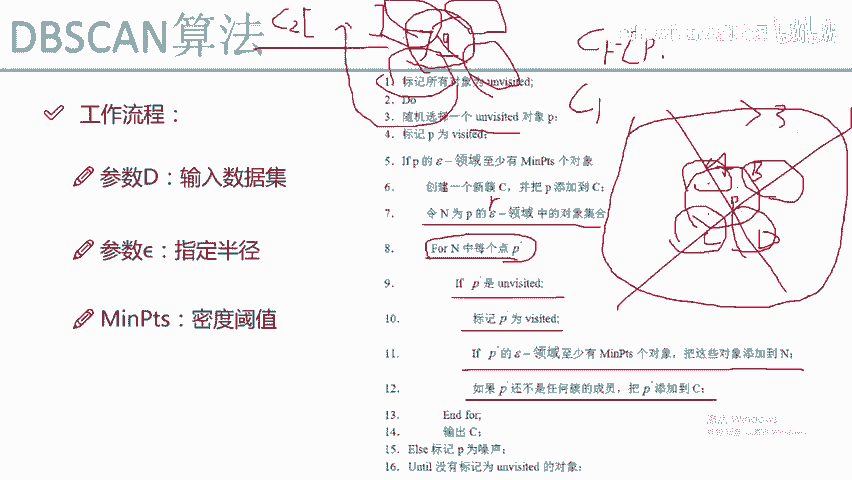 DBSCAN算法
C2[ ]
C1={P.
C1
>3
工作流程：
参数D：输入数据集
参数ϵ：指定半径
MinPts：密度阈值
1. 标记所有对象为 unvisited;
2. Do
3. 随机选择一个 unvisited 对象 p;
4. 标记 p 为 visited;
5. If p 的 ε－领域至少有 MinPts 个对象
6. 创建一个新簇 C，并把 p 添加到 C;
r
7. 令 N 为 p 的 ε－领域 中的对象集合
8. For N 中每个点 p'
9. If p' 是 unvisited;
10. 标记 p' 为 visited;
11. If p' 的 ε－领域至少有 MinPts 个对象，把这些对象添加到 N;
12. 如果 p' 还不是任何簇的成员，把 p' 添加到 C;
13. End for;
14. 输出 C;
15. Else 标记 p 为噪声;
16. Until 没有标记为 unvisited 的对象;
A B
P
C D
激活 Windows